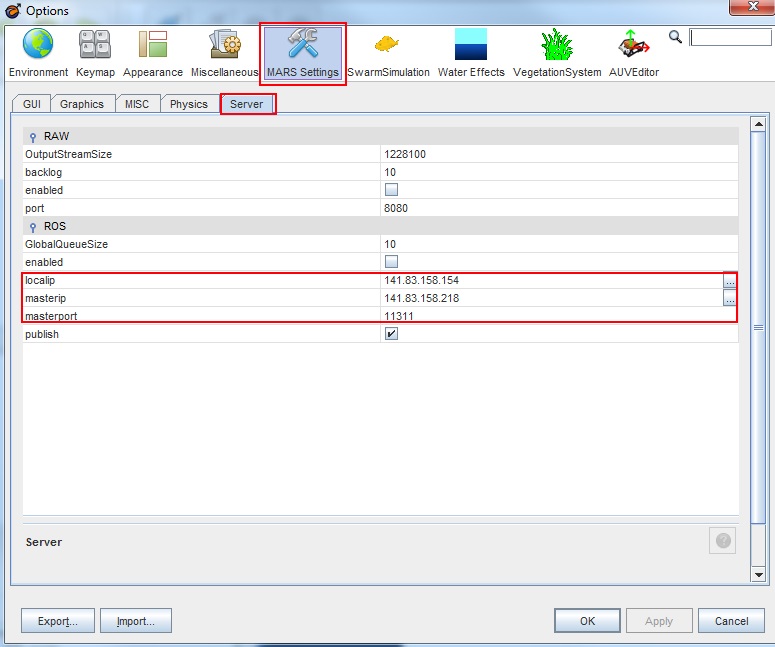 Options
Environment Keymap Appearance Miscellaneous MARS Settings SwarmSimulation Water Effects VegetationSystem AUVEditor
GUI Graphics MISC Physics Server
RAW
OutputStreamSize 1228100
backlog 10
enabled
port 8080
ROS
GlobalQueueSize 10
enabled
localip 141.83.158.154 ...
masterip 141.83.158.218 ...
masterport 11311
publish
Server
Export... Import... OK Apply Cancel